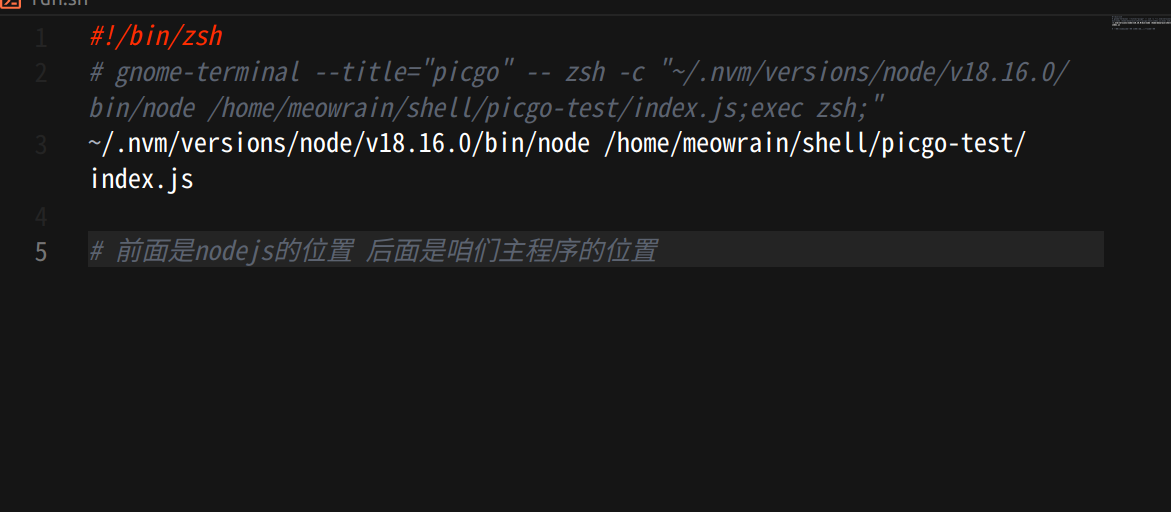 run.sh
1 #!/bin/zsh
2 # gnome-terminal --title="picgo" -- zsh -c "~/.nvm/versions/node/v18.16.0/
bin/node /home/meowrain/shell/picgo-test/index.js;exec zsh;"
3 ~/.nvm/versions/node/v18.16.0/bin/node /home/meowrain/shell/picgo-test/
index.js
4
5 # 前面是nodejs的位置 后面是咱们主程序的位置